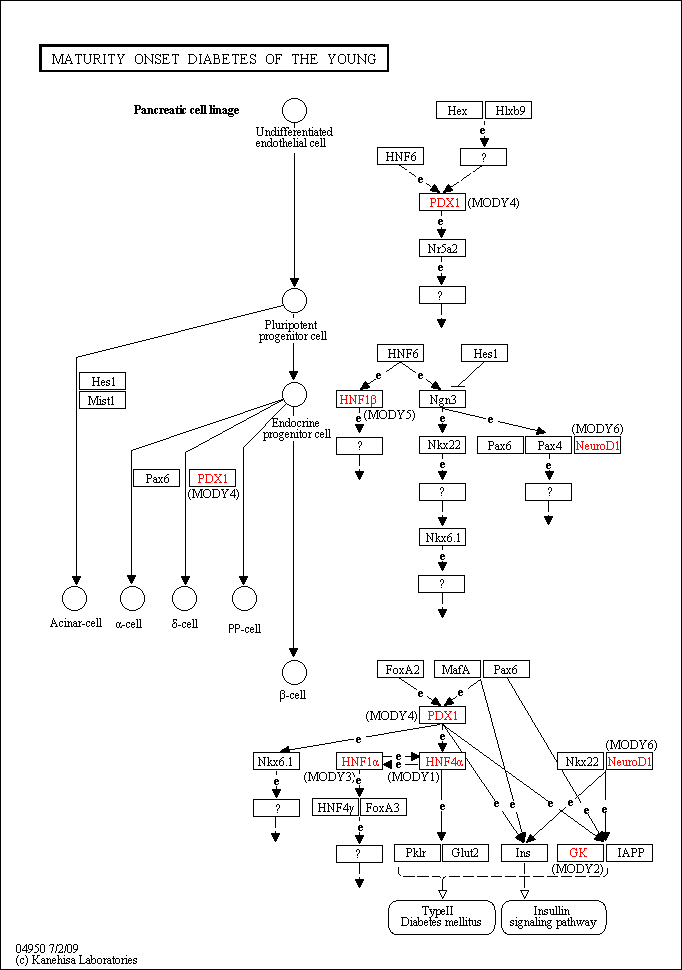 MATURITY ONSET DIABETES OF THE YOUNG
Pancreatic cell linage
Undifferentiated
endothelial cell
Hex
Hlxb9
e
HNF6
?
e
PDX1
(MODY4)
Nr5a2
e
?
Pluripotent
progenitor cell
Hes1
Mist1
HNF6
Hes1
e
e
HNF1β
Ngn3
(MODY5)
e
e
e
Endocrine
progenitor cell
(MODY6)
?
Nkx22
Pax6
Pax4
NeuroD1
Pax6
PDX1
(MODY4)
e
e
?
?
Nkx6.1
e
?
Acinar-cell
α-cell
δ-cell
PP-cell
β-cell
FoxA2
MafA
Pax6
e
e
(MODY4)
PDX1
e
e
(MODY6)
Nkx6.1
HNF1α
e
e
HNF4α
Nkx22
NeuroD1
(MODY3)
(MODY1)
e
e
?
HNF4γ
FoxA3
e
e
e
e
e
e
e
e
?
Pklr
Glut2
Ins
GK
IAPP
(MODY2)
TypeII
Diabetes mellitus
Insullin
signaling pathway
04950 7/2/09
(c) Kanehisa Laboratories